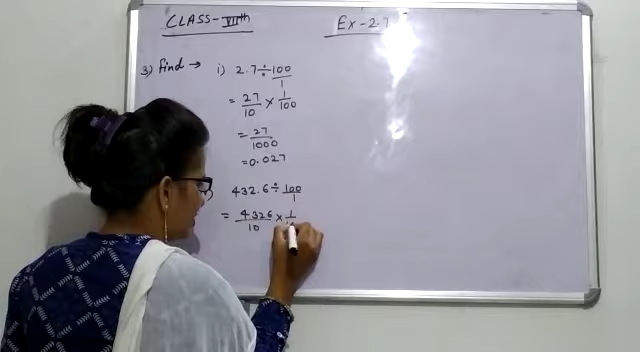 CLASS-VIIth
Ex-2.7
3) find → i) 2.7 ÷ 100/1
= 27/10 × 1/100
= 27/1000
= 0.027
432.6 ÷ 100/1
= 4326/10 × 1/